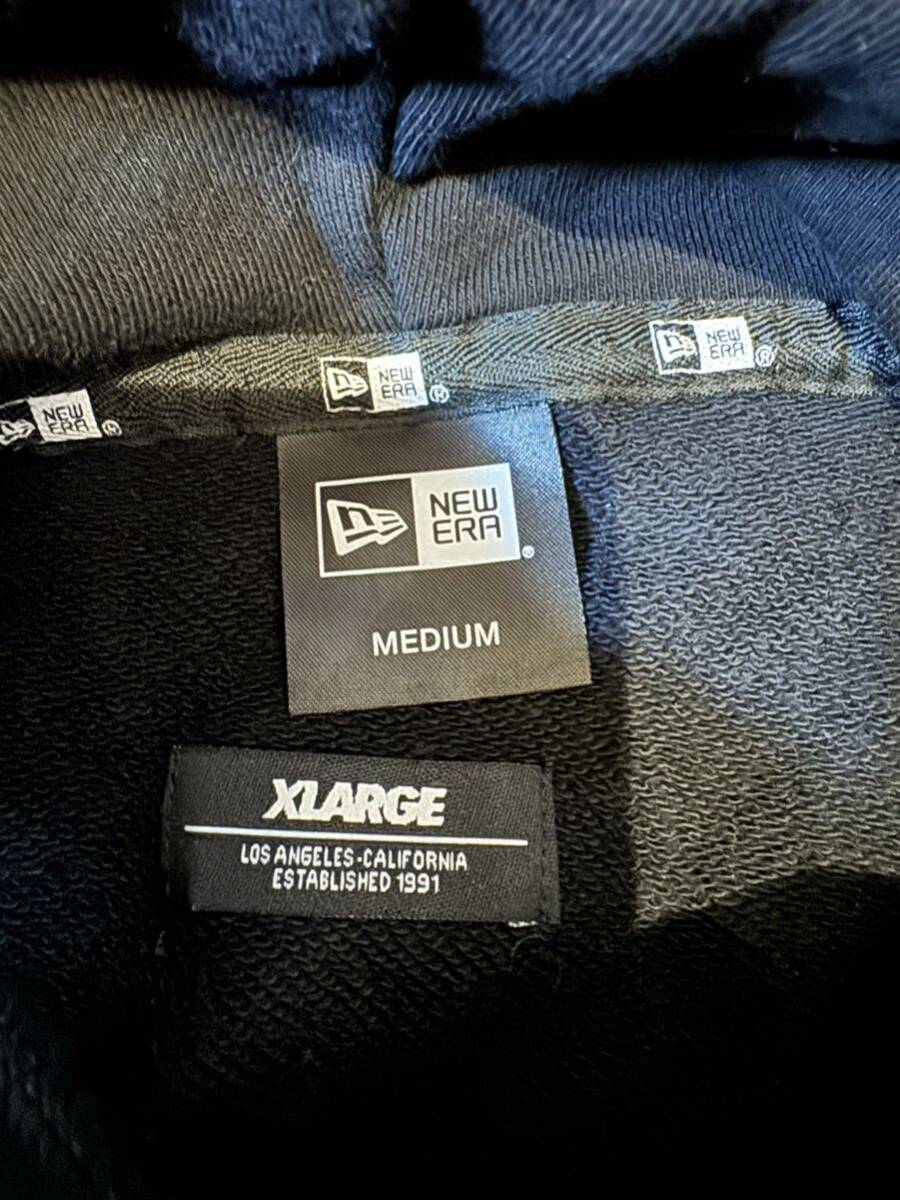 NEW ERA®
NEW ERA®
NEW ERA®
NEW
ERA®
MEDIUM
XLARGE
LOS ANGELES-CALIFORNIA
ESTABLISHED 1991